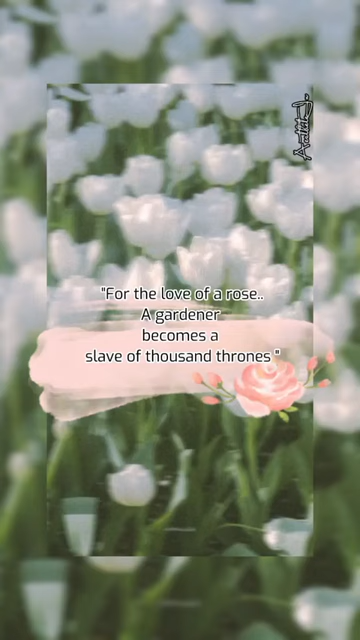 "For the love of a rose..
A gardener
becomes a
slave of thousand thrones "